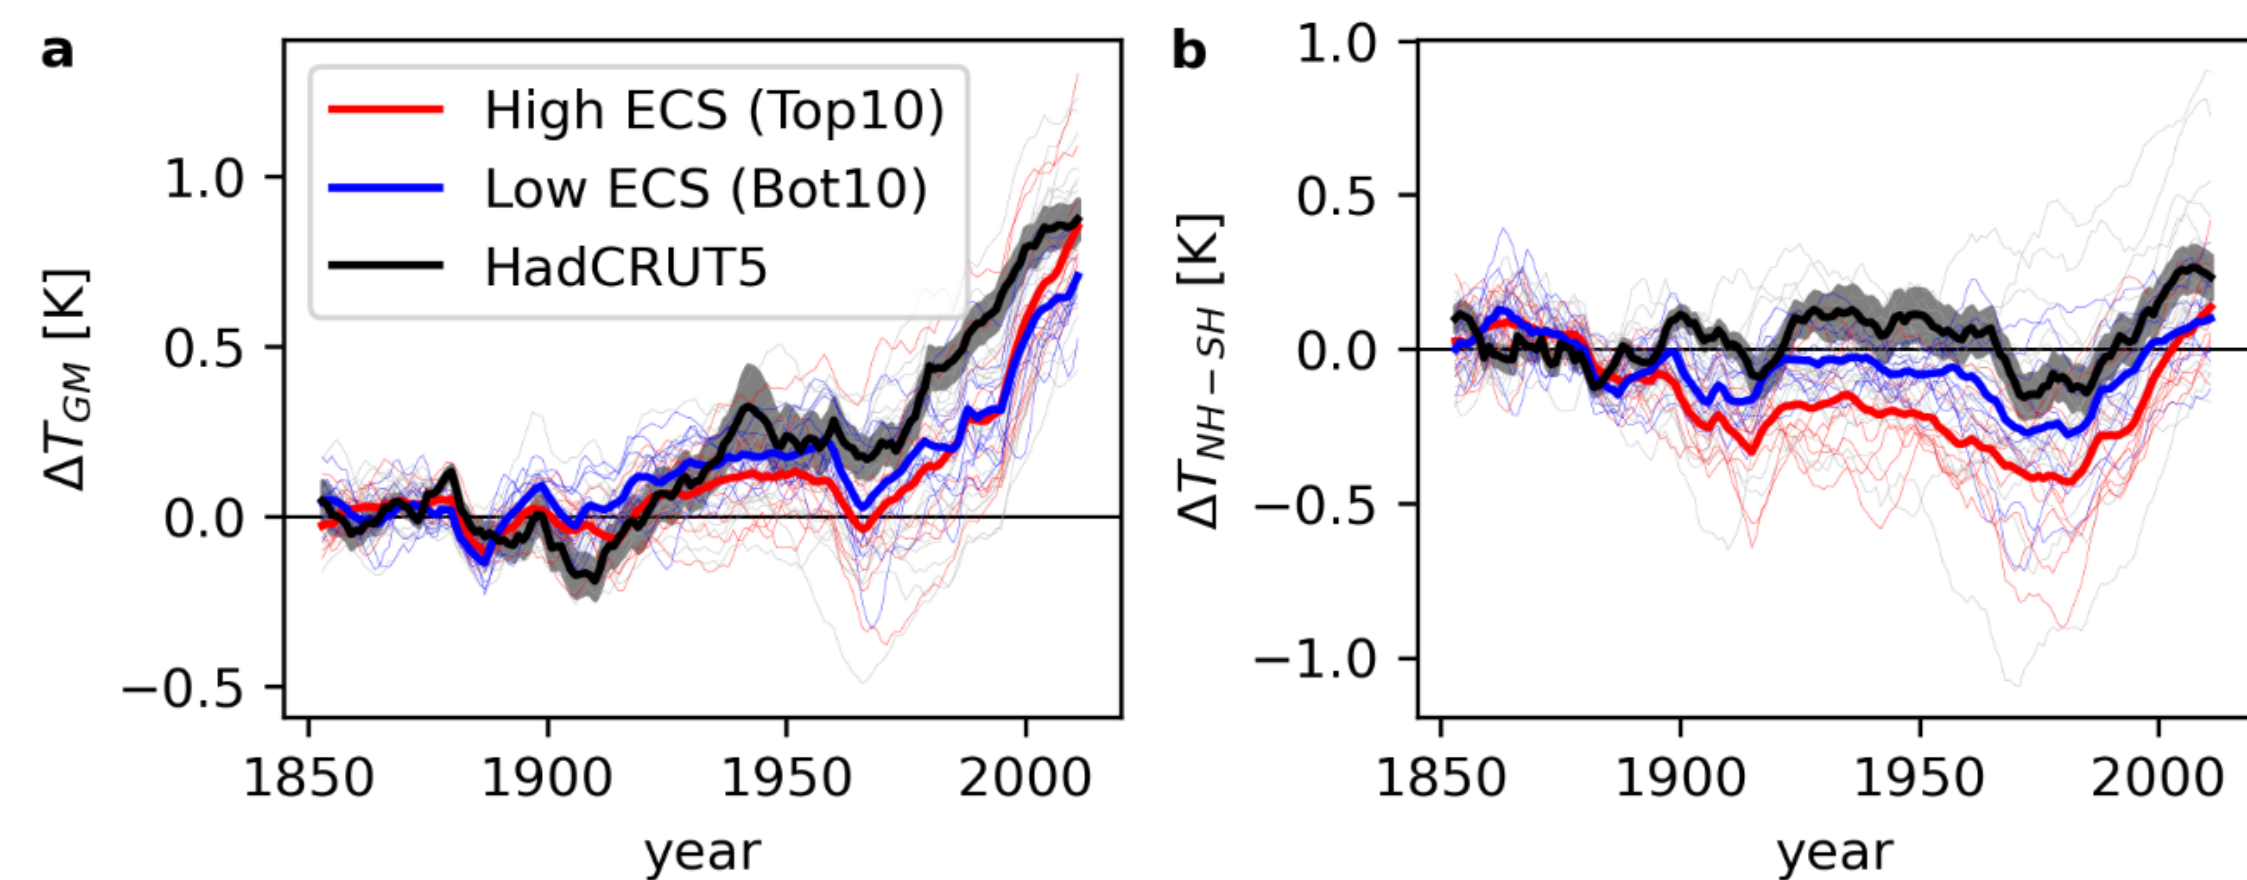 a
High ECS (Top10)
Low ECS (Bot10)
HadCRUT5
1.0
0.5
0.0
−0.5
ΔT_GM [K]
1850 1900 1950 2000
year
b
1.0
0.5
0.0
−0.5
−1.0
ΔT_NH−SH [K]
1850 1900 1950 2000
year